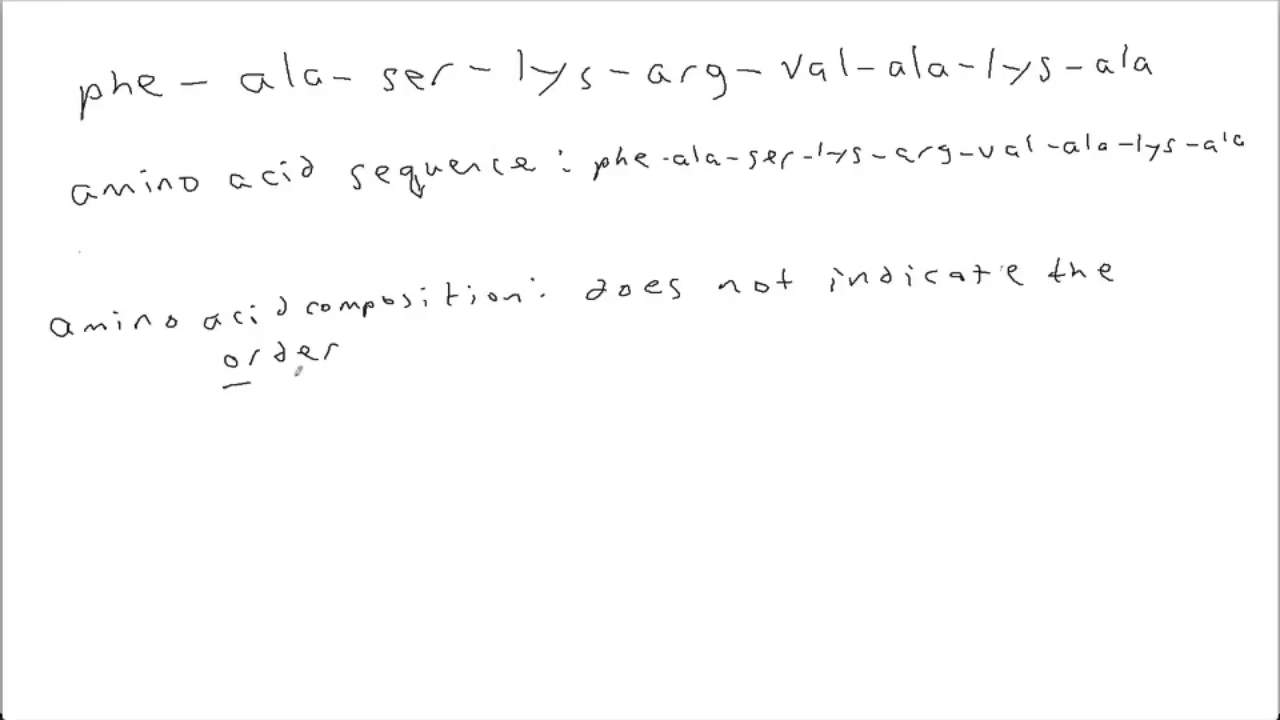 phe - ala - ser - lys - arg - val - ala - lys - ala
amino acid sequence : phe - ala - ser - lys - arg - val - ala - lys - ala
amino acid composition : does not indicate the
order